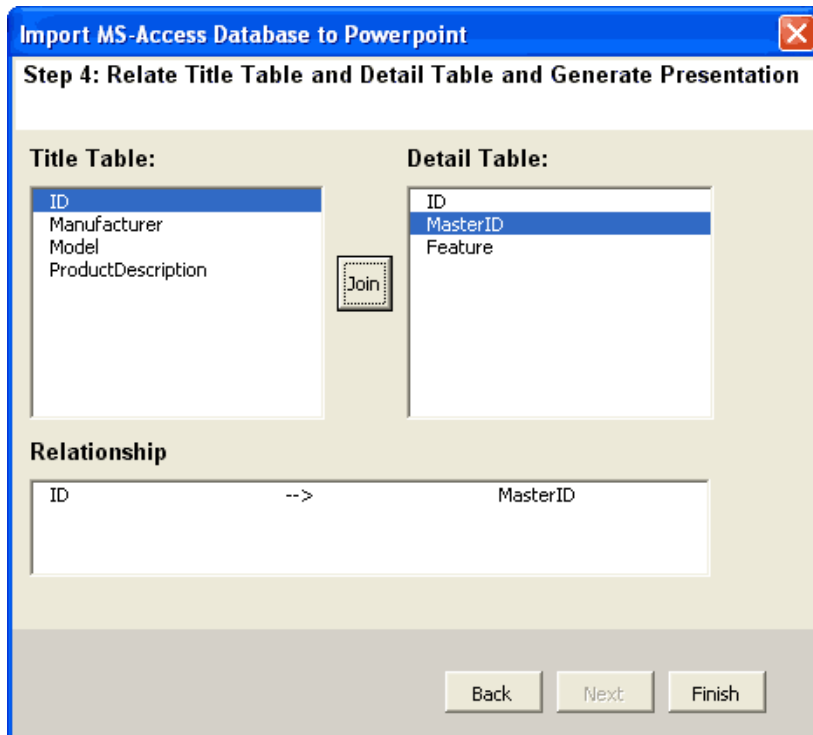 Import MS-Access Database to Powerpoint
Step 4: Relate Title Table and Detail Table and Generate Presentation
Title Table:
ID
Manufacturer
Model
ProductDescription
Join
Detail Table:
ID
MasterID
Feature
Relationship
ID --> MasterID
Back Next Finish